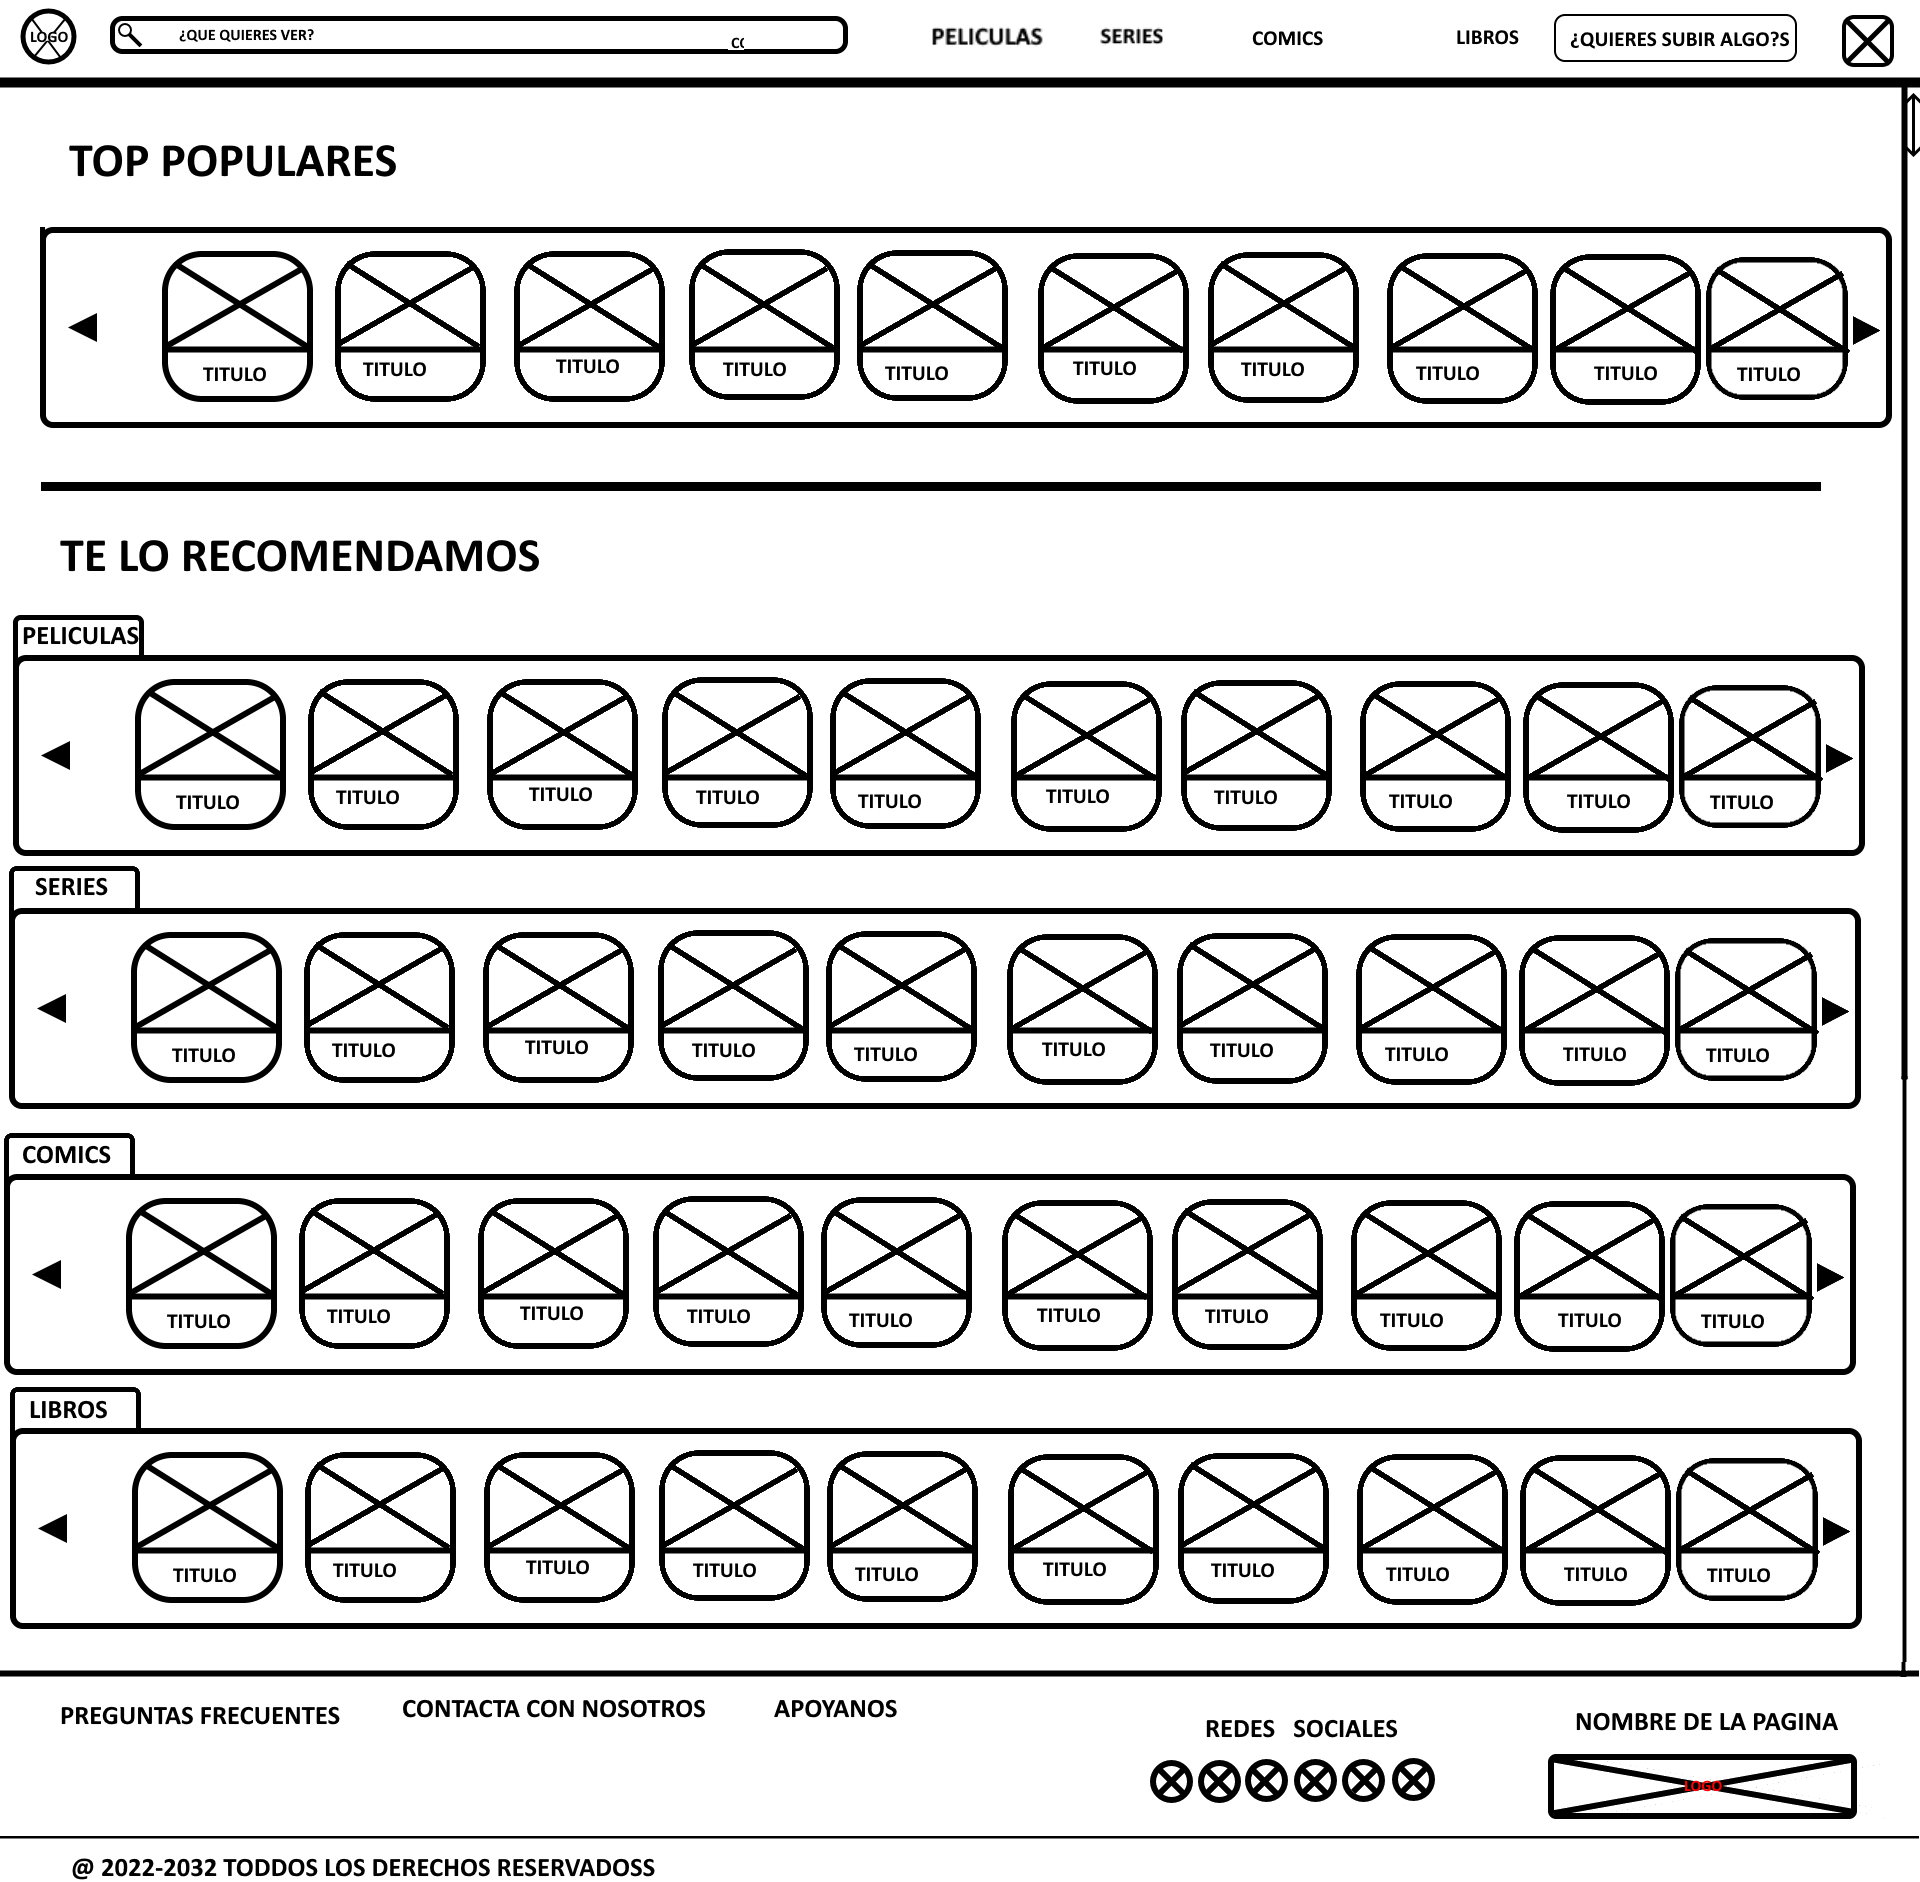 LOGO
¿QUE QUIERES VER?
PELICULAS SERIES COMICS LIBROS ¿QUIERES SUBIR ALGO?S
TOP POPULARES
TITULO TITULO TITULO TITULO TITULO TITULO TITULO TITULO TITULO TITULO
TE LO RECOMENDAMOS
PELICULAS
TITULO TITULO TITULO TITULO TITULO TITULO TITULO TITULO TITULO TITULO
SERIES
TITULO TITULO TITULO TITULO TITULO TITULO TITULO TITULO TITULO TITULO
COMICS
TITULO TITULO TITULO TITULO TITULO TITULO TITULO TITULO TITULO TITULO
LIBROS
TITULO TITULO TITULO TITULO TITULO TITULO TITULO TITULO TITULO TITULO
PREGUNTAS FRECUENTES CONTACTA CON NOSOTROS APOYANOS
REDES SOCIALES
NOMBRE DE LA PAGINA
LOGO
@ 2022-2032 TODDOS LOS DERECHOS RESERVADOSS